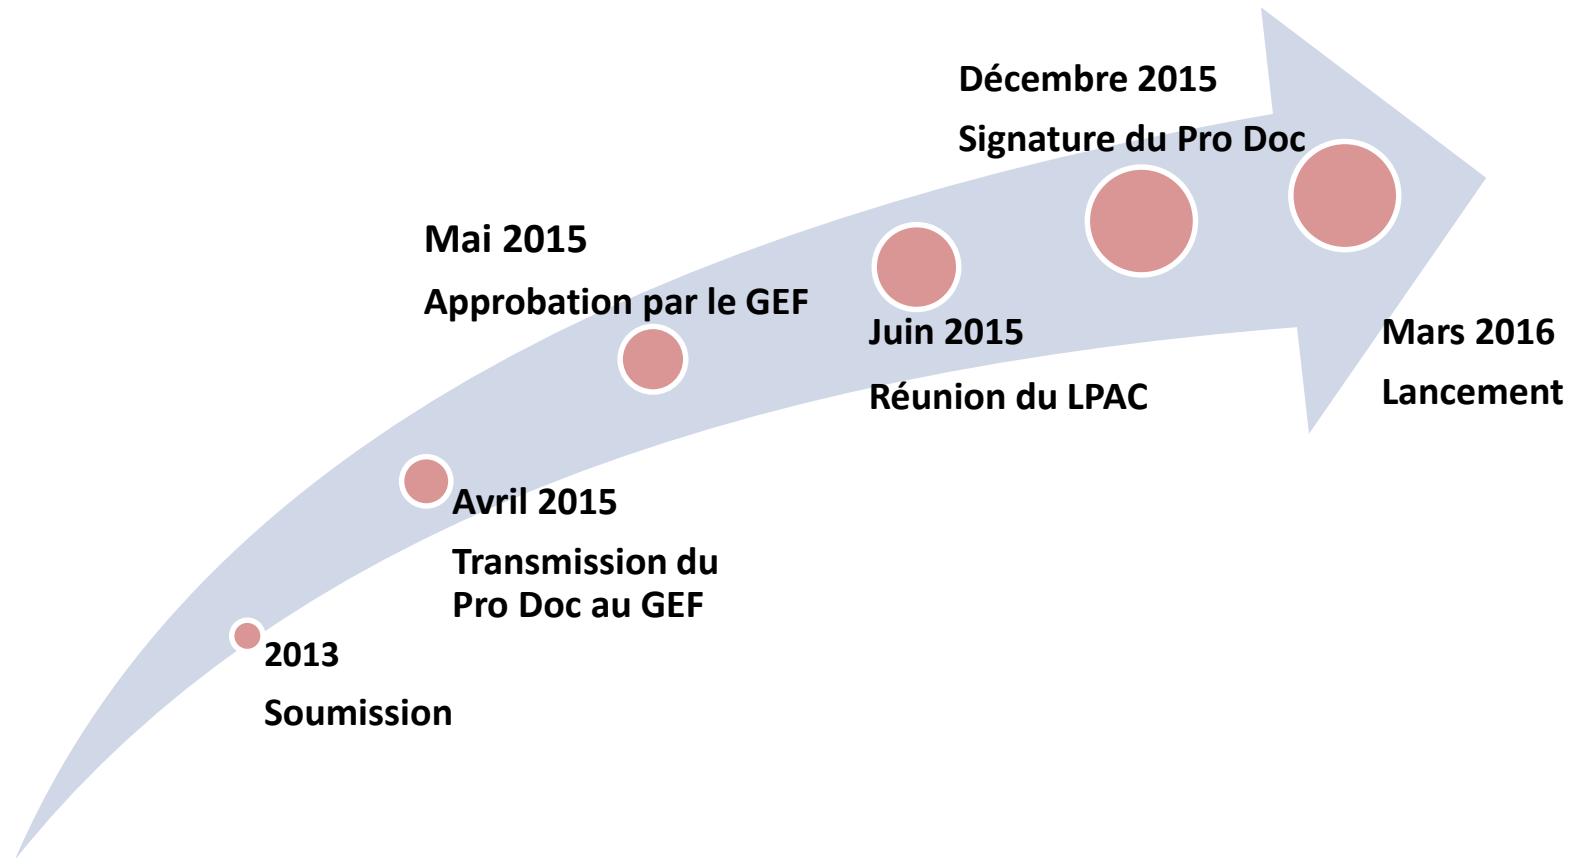 2013
Soumission
Avril 2015
Transmission du
Pro Doc au GEF
Mai 2015
Approbation par le GEF
Juin 2015
Réunion du LPAC
Décembre 2015
Signature du Pro Doc
Mars 2016
Lancement